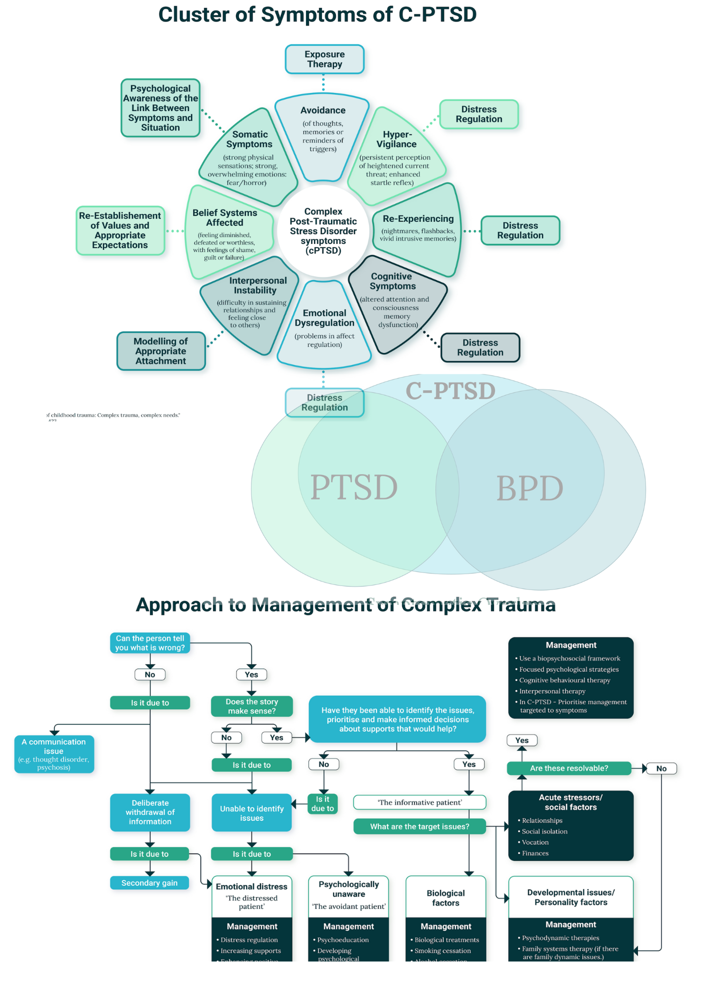 Cluster of Symptoms of C-PTSD
Exposure
Therapy
Psychological
Awareness of the
Link Between
Symptoms and
Situation
Distress
Regulation
Avoidance
(of thoughts,
memories or
reminders of
triggers)
Somatic
Symptoms
(strong physical
sensations; strong,
overwhelming emotions:
fear/horror)
Hyper-
Vigilance
(persistent perception
of heightened current
threat; enhanced
startle reflex)
Re-Establishement
of Values and
Appropriate
Expectations
Belief Systems
Affected
(feeling diminished,
defeated or worthless,
with feelings of shame,
guilt or failure)
Complex
Post-Traumatic
Stress Disorder
symptoms
(cPTSD)
Re-Experiencing
(nightmares, flashbacks,
vivid intrusive memories)
Distress
Regulation
Interpersonal
Instability
(difficulty in sustaining
relationships and
feeling close
to others)
Emotional
Dysregulation
(problems in affect
regulation)
Cognitive
Symptoms
(altered attention and
consciousness
memory
dysfunction)
Modelling of
Appropriate
Attachment
Distress
Regulation
Distress
Regulation
C-PTSD
of childhood trauma: Complex trauma, complex needs."
PTSD
BPD
Approach to Management of Complex Trauma
Can the person tell
you what is wrong?
No
Yes
Is it due to
Does the story
make sense?
Have they been able to identify the issues,
prioritise and make informed decisions
about supports that would help?
Management
• Use a biopsychosocial framework
• Focused psychological strategies
• Cognitive behavioural therapy
• Interpersonal therapy
• In C-PTSD - Prioritise management
targeted to symptoms
A communication
issue
(e.g. thought disorder,
psychosis)
No
Yes
Is it due to
No
Yes
Yes
Are these resolvable?
No
Deliberate
withdrawal of
information
Unable to identify
issues
Is it
due to
'The informative patient'
What are the target issues?
Acute stressors/
social factors
• Relationships
• Social isolation
• Vocation
• Finances
Is it due to
Is it due to
Secondary gain
Emotional distress
'The distressed
patient'
Management
• Distress regulation
• Increasing supports
• Enhancing positive
Psychologically
unaware
'The avoidant patient'
Management
• Psychoeducation
• Developing
psychological
Biological
factors
Management
• Biological treatments
• Smoking cessation
• Alcohol cessation
Developmental issues/
Personality factors
Management
• Psychodynamic therapies
• Family systems therapy (if there
are family dynamic issues.)